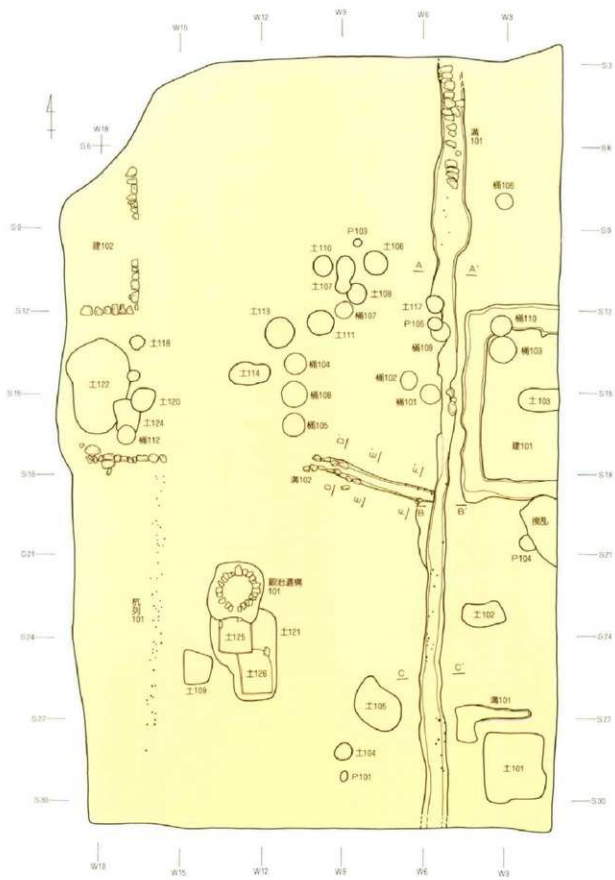 W12 W9 W6
W15 W3
S3
W18
S6 S6
溝
101
桶106
S9 S9
建102
P103
土110 土106
A A'
土107 土108
土117
S12 桶107 S12
土113 P105 桶110
土111 桶109
土118
桶104 桶103
桶102
土114
土122 土120 桶108 桶101 土103
S15 S15
土124
桶112 桶105
建101
S18 溝102 S18
B B'
撹乱
P104
S21 S21
鍛冶遺構
101
杭
列
101
土102
S24 土125 土121 S24
土126
土109
C C'
土105
溝101
S27 S27
土104
土101
P101
S30 S30
W18 W15 W12 W9 W6 W3